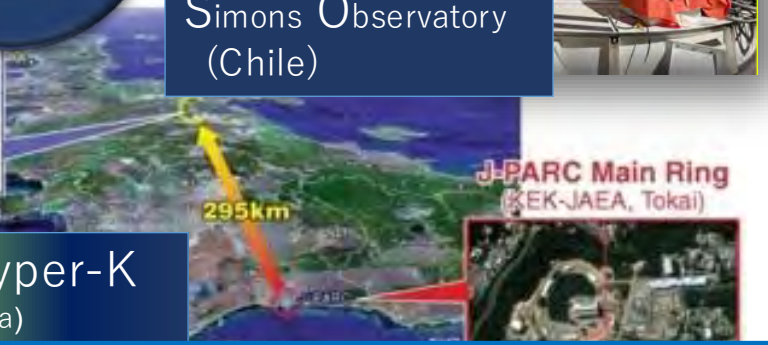 Simons Observatory
(Chile)
J-PARC Main Ring
(KEK-JAEA, Tokai)
295km
yper-K
a)